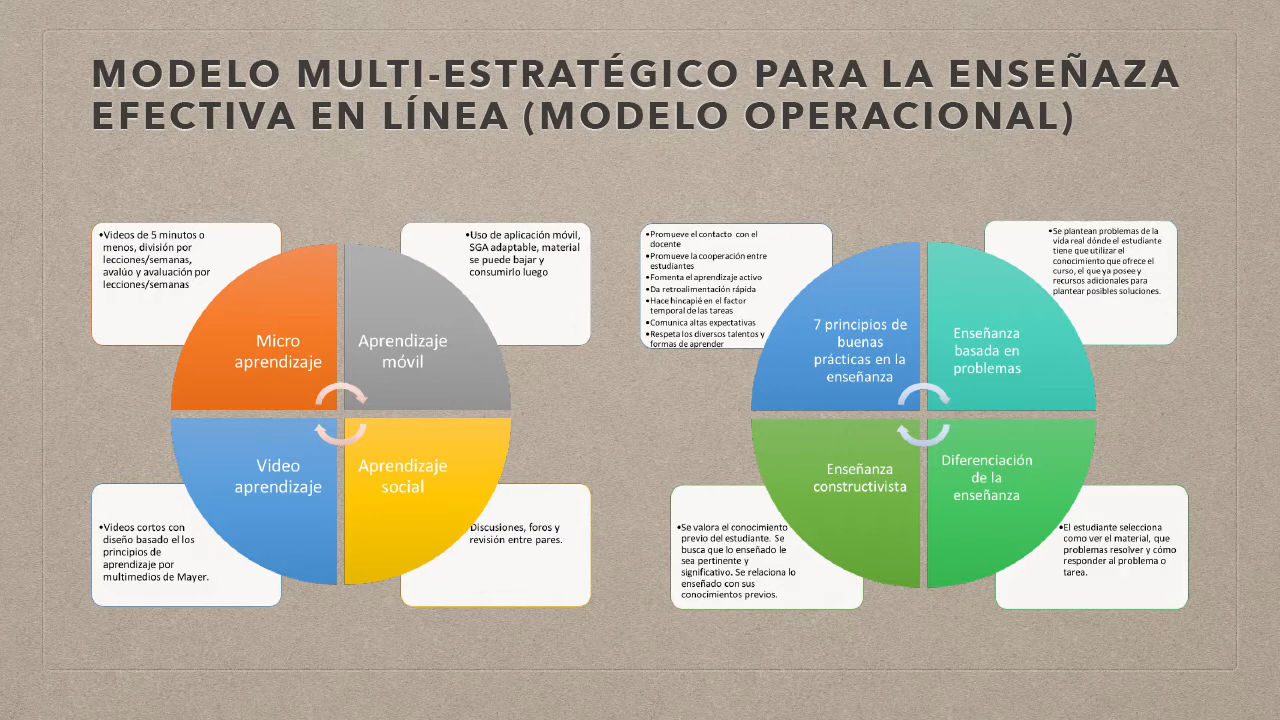 MODELO MULTI-ESTRATÉGICO PARA LA ENSEÑAZA
EFECTIVA EN LÍNEA (MODELO OPERACIONAL)
•Videos de 5 minutos o
menos, división por
lecciones/semanas,
avalúo y avaluación por
lecciones/semanas
•Uso de aplicación móvil,
SGA adaptable, material
se puede bajar y
consumirlo luego
Micro
aprendizaje
Aprendizaje
móvil
Video
aprendizaje
Aprendizaje
social
•Videos cortos con
diseño basado el los
principios de
aprendizaje por
multimedios de Mayer.
Discusiones, foros y
revisión entre pares.
•Promueve el contacto con el
docente
•Promueve la cooperación entre
estudiantes
•Fomenta el aprendizaje activo
•Da retroalimentación rápida
•Hace hincapié en el factor
temporal de las tareas
•Comunica altas expectativas
•Respeta los diversos talentos y
formas de aprender
•Se plantean problemas de la
vida real dónde el estudiante
tiene que utilizar el
conocimiento que ofrece el
curso, el que ya posee y
recursos adicionales para
plantear posibles soluciones.
7 principios de
buenas
prácticas en la
enseñanza
Enseñanza
basada en
problemas
Enseñanza
constructivista
Diferenciación
de la
enseñanza
•Se valora el conocimiento
previo del estudiante. Se
busca que lo enseñado le
sea pertinente y
significativo. Se relaciona lo
enseñado con sus
conocimientos previos.
•El estudiante selecciona
como ver el material, que
problemas resolver y cómo
responder al problema o
tarea.